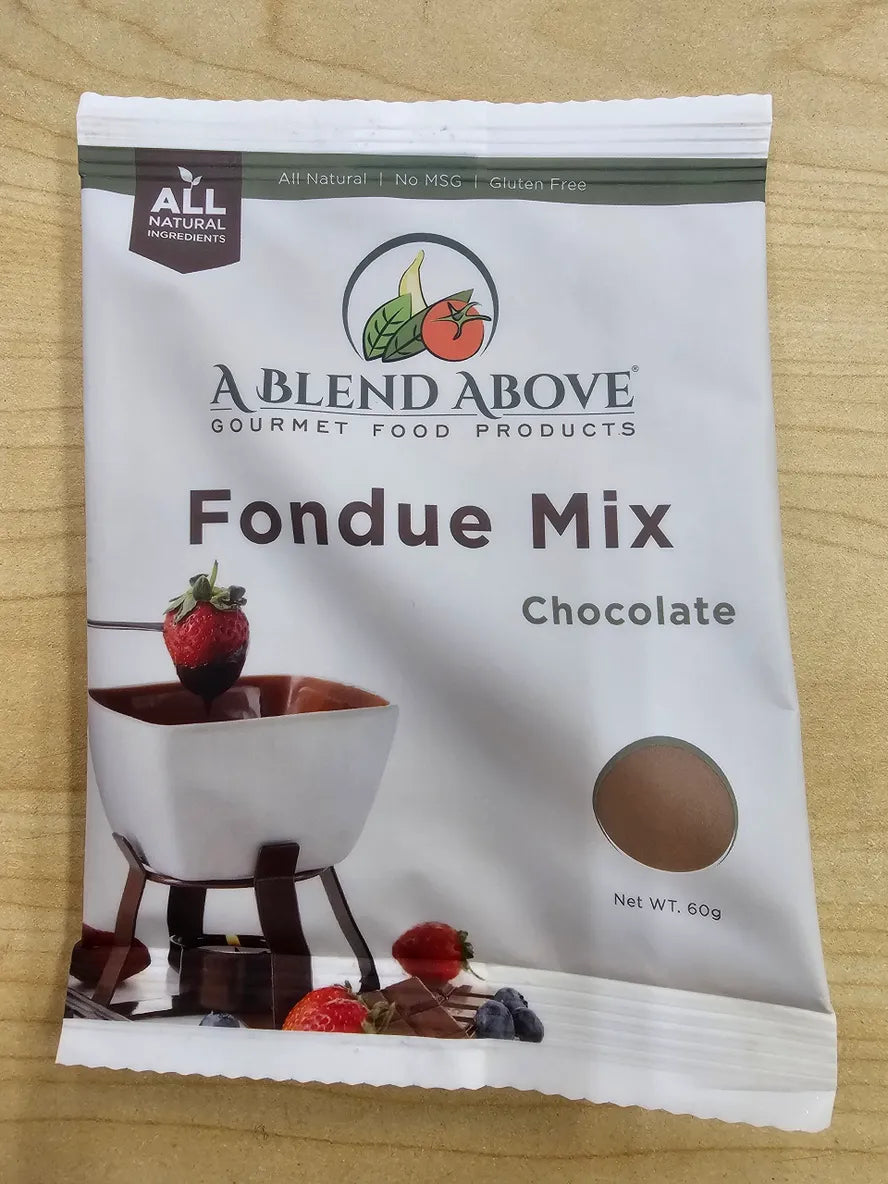 ALL
NATURAL
INGREDIENTS
All Natural | No MSG | Gluten Free
A BLEND ABOVE®
GOURMET FOOD PRODUCTS
Fondue Mix
Chocolate
Net WT. 60g